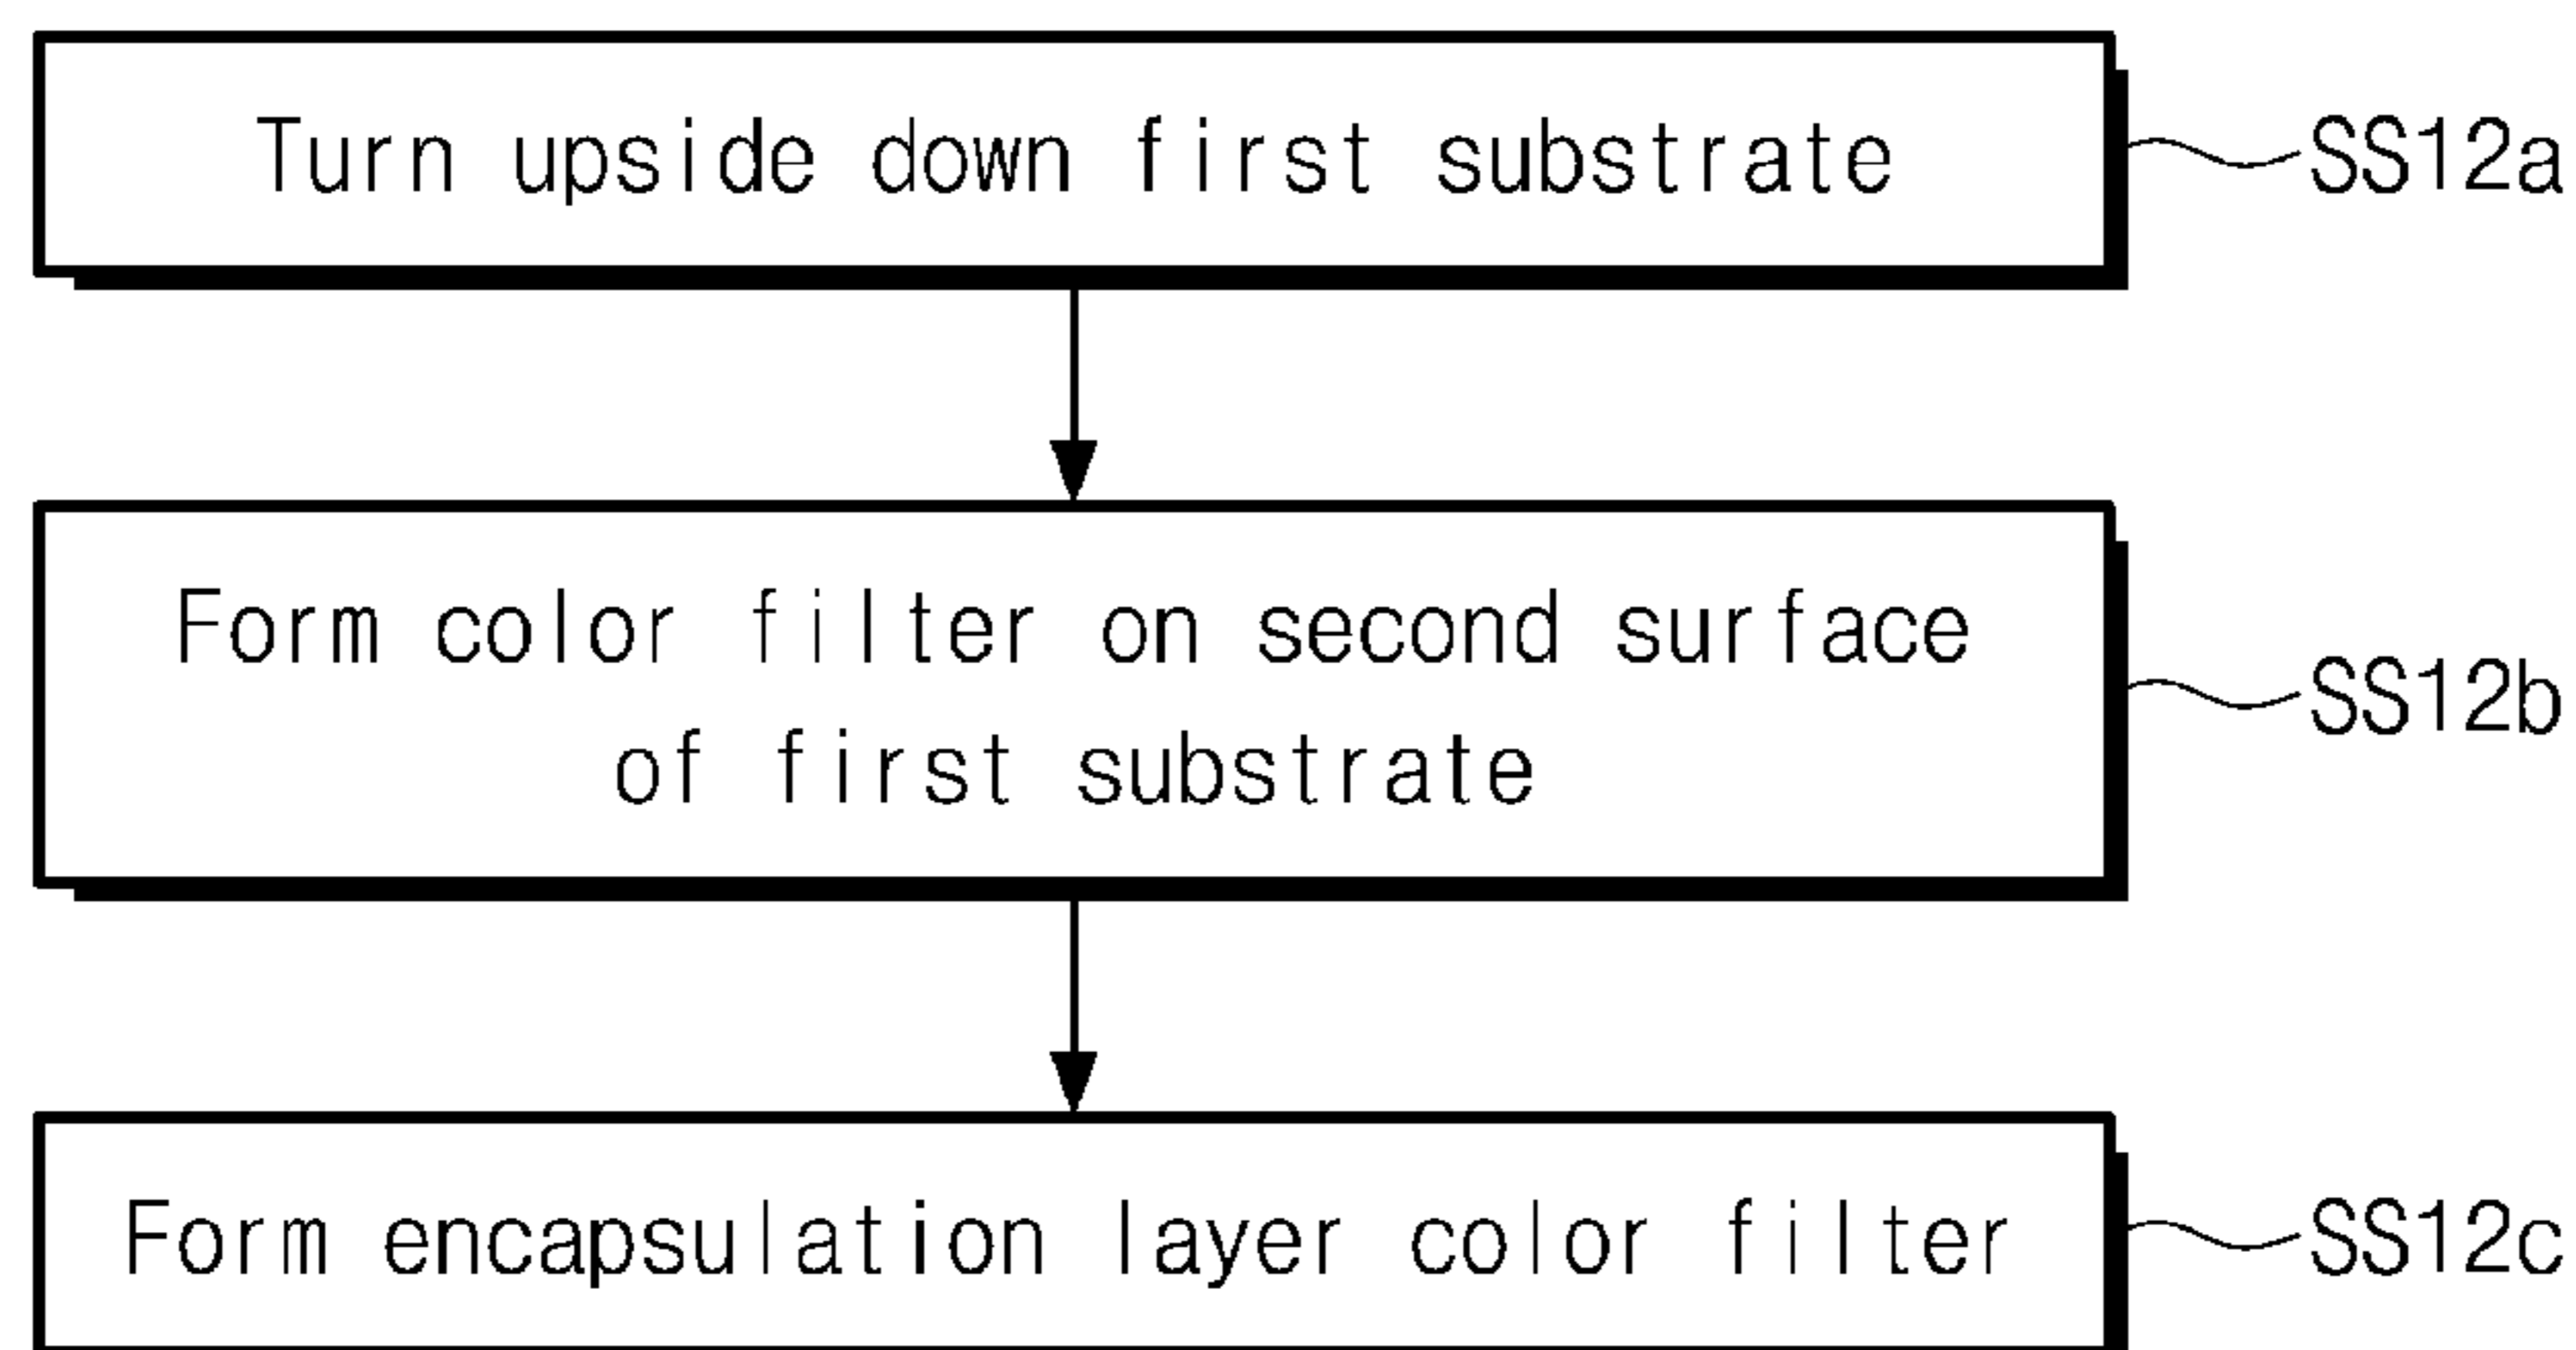 Turn upside down first substrate
SS12a
Form color filter on second surface
of first substrate
SS12b
Form encapsulation layer color filter
SS12c